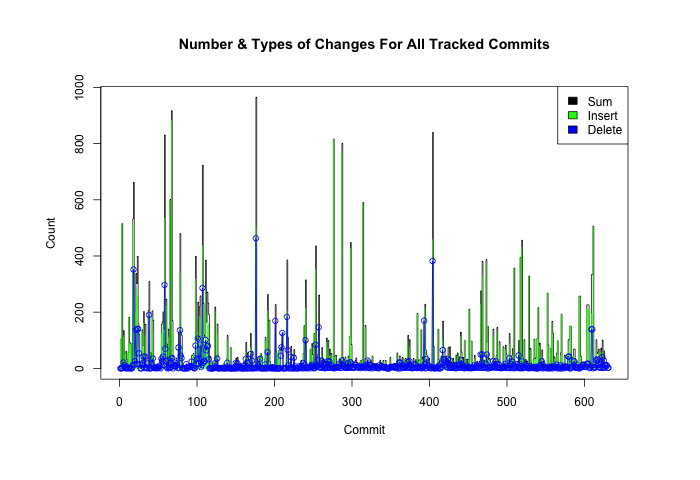 Number & Types of Changes For All Tracked Commits
1000
800
600
400
200
0
Count
Sum
Insert
Delete
0 100 200 300 400 500 600
Commit